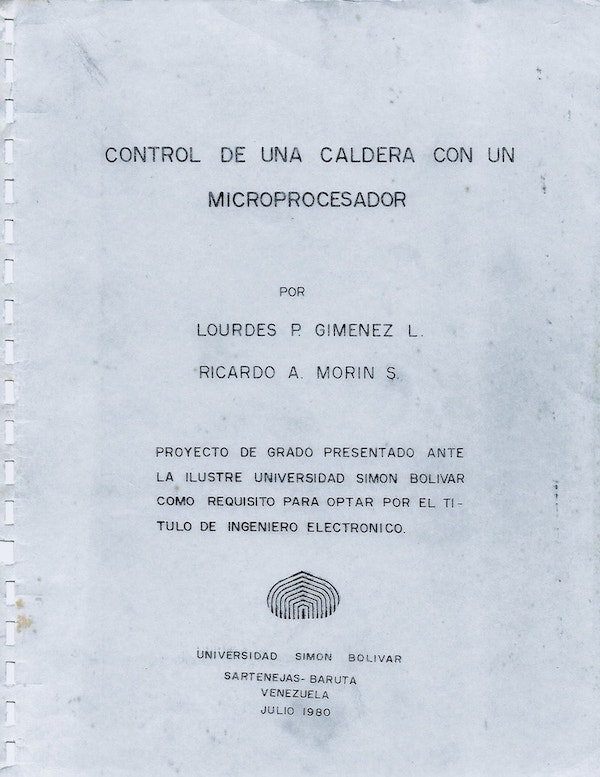 CONTROL DE UNA CALDERA CON UN
MICROPROCESADOR
POR
LOURDES P. GIMENEZ L.
RICARDO A. MORIN S.
PROYECTO DE GRADO PRESENTADO ANTE
LA ILUSTRE UNIVERSIDAD SIMON BOLIVAR
COMO REQUISITO PARA OPTAR POR EL TI-
TULO DE INGENIERO ELECTRONICO.
UNIVERSIDAD SIMON BOLIVAR
SARTENEJAS-BARUTA
VENEZUELA
JULIO 1980